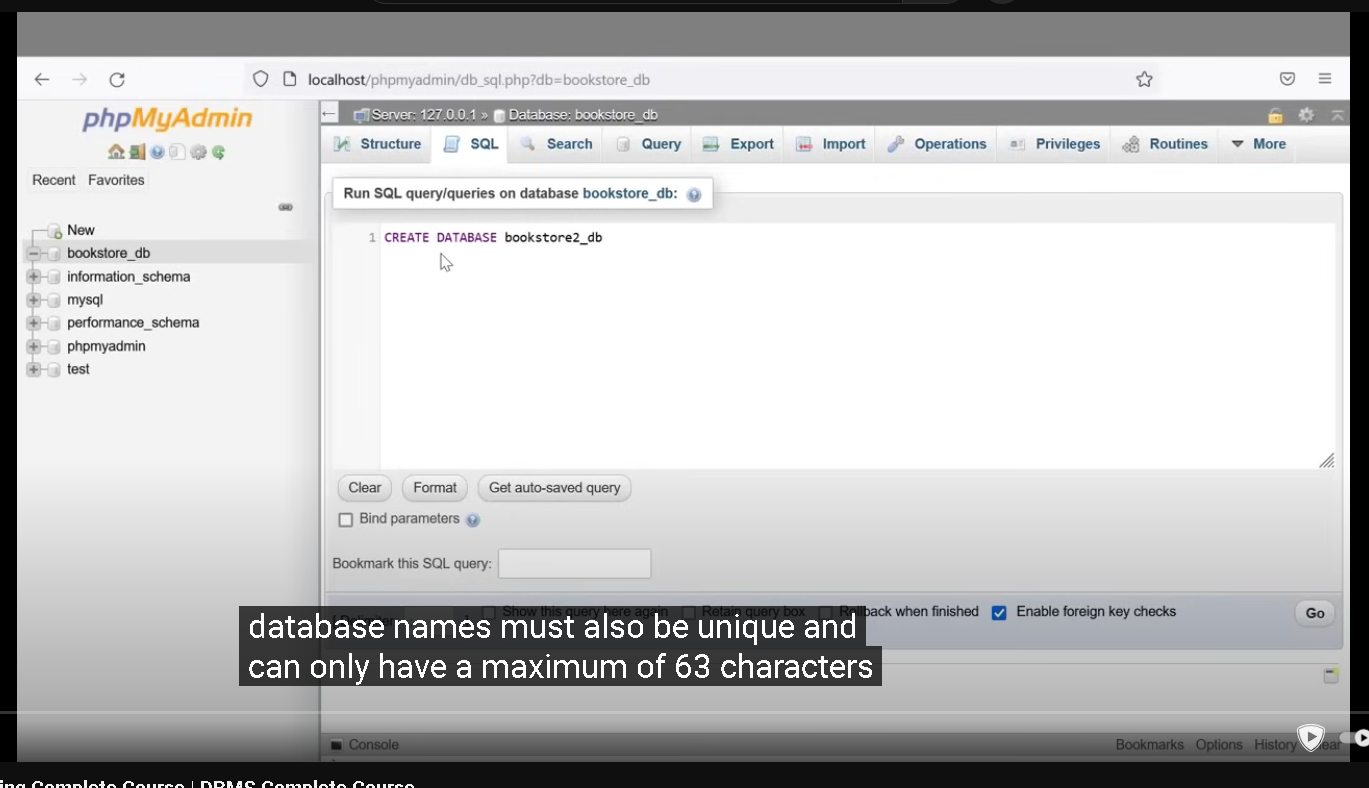 localhost/phpmyadmin/db_sql.php?db=bookstore_db
phpMyAdmin
Recent Favorites
New
bookstore_db
information_schema
mysql
performance_schema
phpmyadmin
test
Server: 127.0.0.1 » Database: bookstore_db
Structure SQL Search Query Export Import Operations Privileges Routines More
Run SQL query/queries on database bookstore_db:
1 CREATE DATABASE bookstore2_db
Clear Format Get auto-saved query
Bind parameters
Bookmark this SQL query:
Show this query here again Retain query box Rollback when finished Enable foreign key checks Go
database names must also be unique and
can only have a maximum of 63 characters
Console Bookmarks Options History
Complete Course | DBMS Complete Course